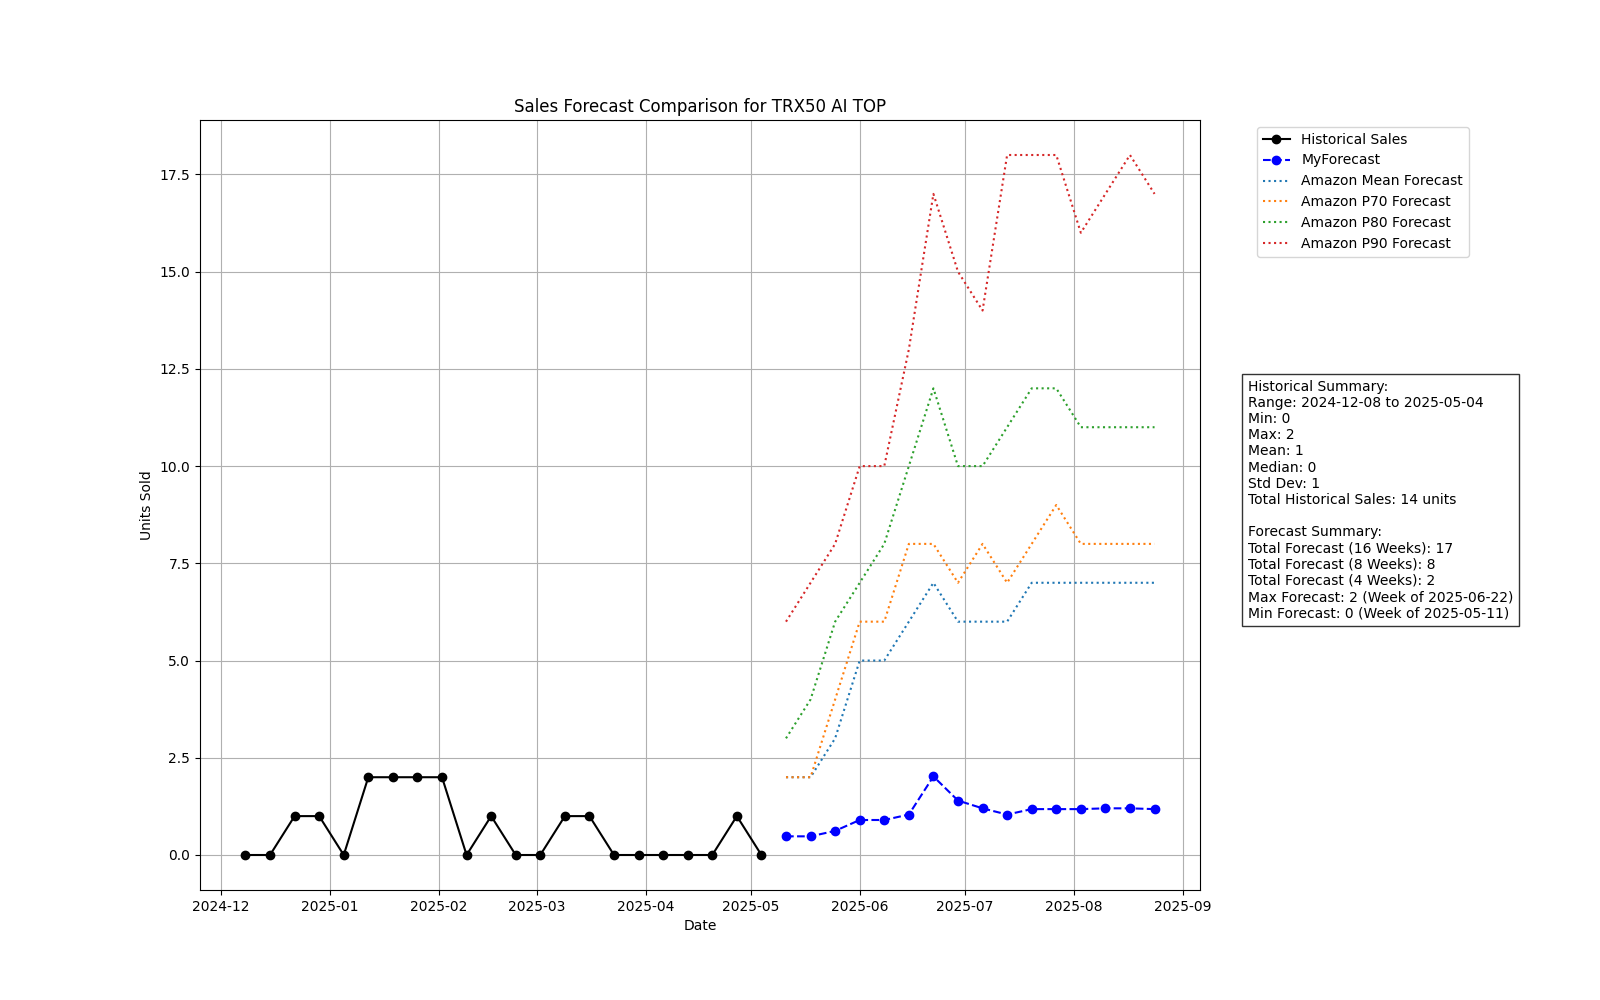 Sales Forecast Comparison for TRX50 AI TOP
Historical Sales
MyForecast
Amazon Mean Forecast
Amazon P70 Forecast
Amazon P80 Forecast
Amazon P90 Forecast
17.5
15.0
12.5
10.0
7.5
5.0
2.5
0.0
Units Sold
Historical Summary:
Range: 2024-12-08 to 2025-05-04
Min: 0
Max: 2
Mean: 1
Median: 0
Std Dev: 1
Total Historical Sales: 14 units
Forecast Summary:
Total Forecast (16 Weeks): 17
Total Forecast (8 Weeks): 8
Total Forecast (4 Weeks): 2
Max Forecast: 2 (Week of 2025-06-22)
Min Forecast: 0 (Week of 2025-05-11)
2024-12 2025-01 2025-02 2025-03 2025-04 2025-05 2025-06 2025-07 2025-08 2025-09
Date